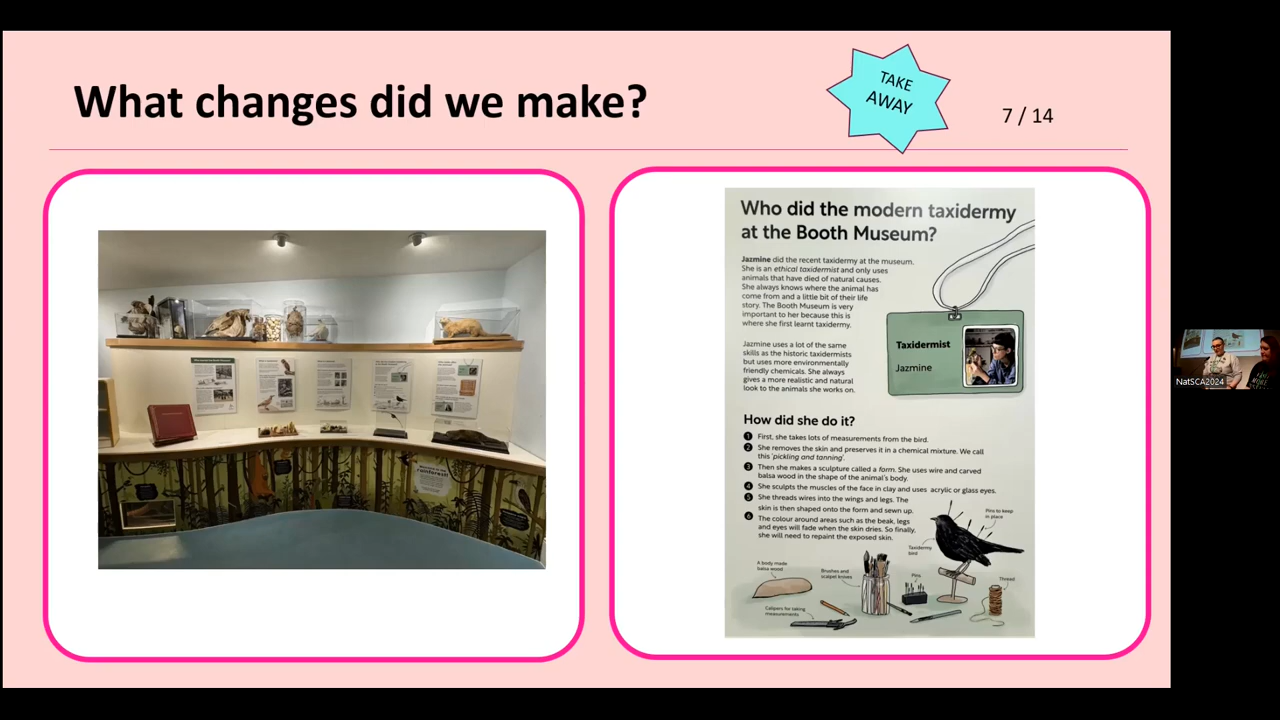 What changes did we make?
TAKE
AWAY
7 / 14
Who did the modern taxidermy
at the Booth Museum?
Jazmine did the recent taxidermy at the museum.
She is an ethical taxidermist and only uses
animals that have died of natural causes.
She always knows where the animal has
come from and a little bit of their life
story. The Booth Museum is very
important to her because this is
where she first learnt taxidermy.
Jazmine uses a lot of the same
skills as the historic taxidermists
but uses more environmentally
friendly chemicals. She always
gives a more realistic and natural
look to the animals she works on.
Taxidermist
Jazmine
How did she do it?
1 First, she takes lots of measurements from the bird.
2 She removes the skin and preserves it in a chemical mixture. We call
this 'pickling and tanning'.
3 Then she makes a sculpture called a form. She uses wire and carved
balsa wood in the shape of the animal's body.
4 She sculpts the muscles of the face in clay and uses acrylic or glass eyes.
5 She threads wires into the wings and legs. The
skin is then shaped onto the form and sewn up.
6 The colour around areas such as the beak, legs
and eyes will fade when the skin dries. So finally,
she will need to repaint the exposed skin.
Pins to keep
in place
Taxidermy
bird
A body made
balsa wood
Brushes and
scalpel knives
Pins
Thread
Calipers for taking
measurements
rainforest
NatSCA2024